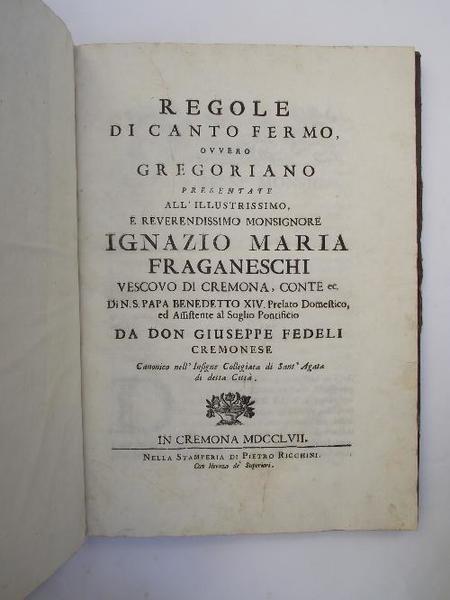 REGOLE
DI CANTO FERMO,
OVVERO
GREGORIANO
PRESENTATE
ALL'ILLUSTRISSIMO,
E REVERENDISSIMO MONSIGNORE
IGNAZIO MARIA
FRAGANESCHI
VESCOVO DI CREMONA, CONTE ec.
Di N. S. PAPA BENEDETTO XIV. Prelato Domestico,
ed Assistente al Soglio Pontificio
DA DON GIUSEPPE FEDELI
CREMONESE
Canonico nell' Insigne Collegiata di Sant' Agata
di detta Città.
IN CREMONA MDCCLVII.
NELLA STAMPERIA DI PIETRO RICCHINI.
Con licenza de' Superiori.